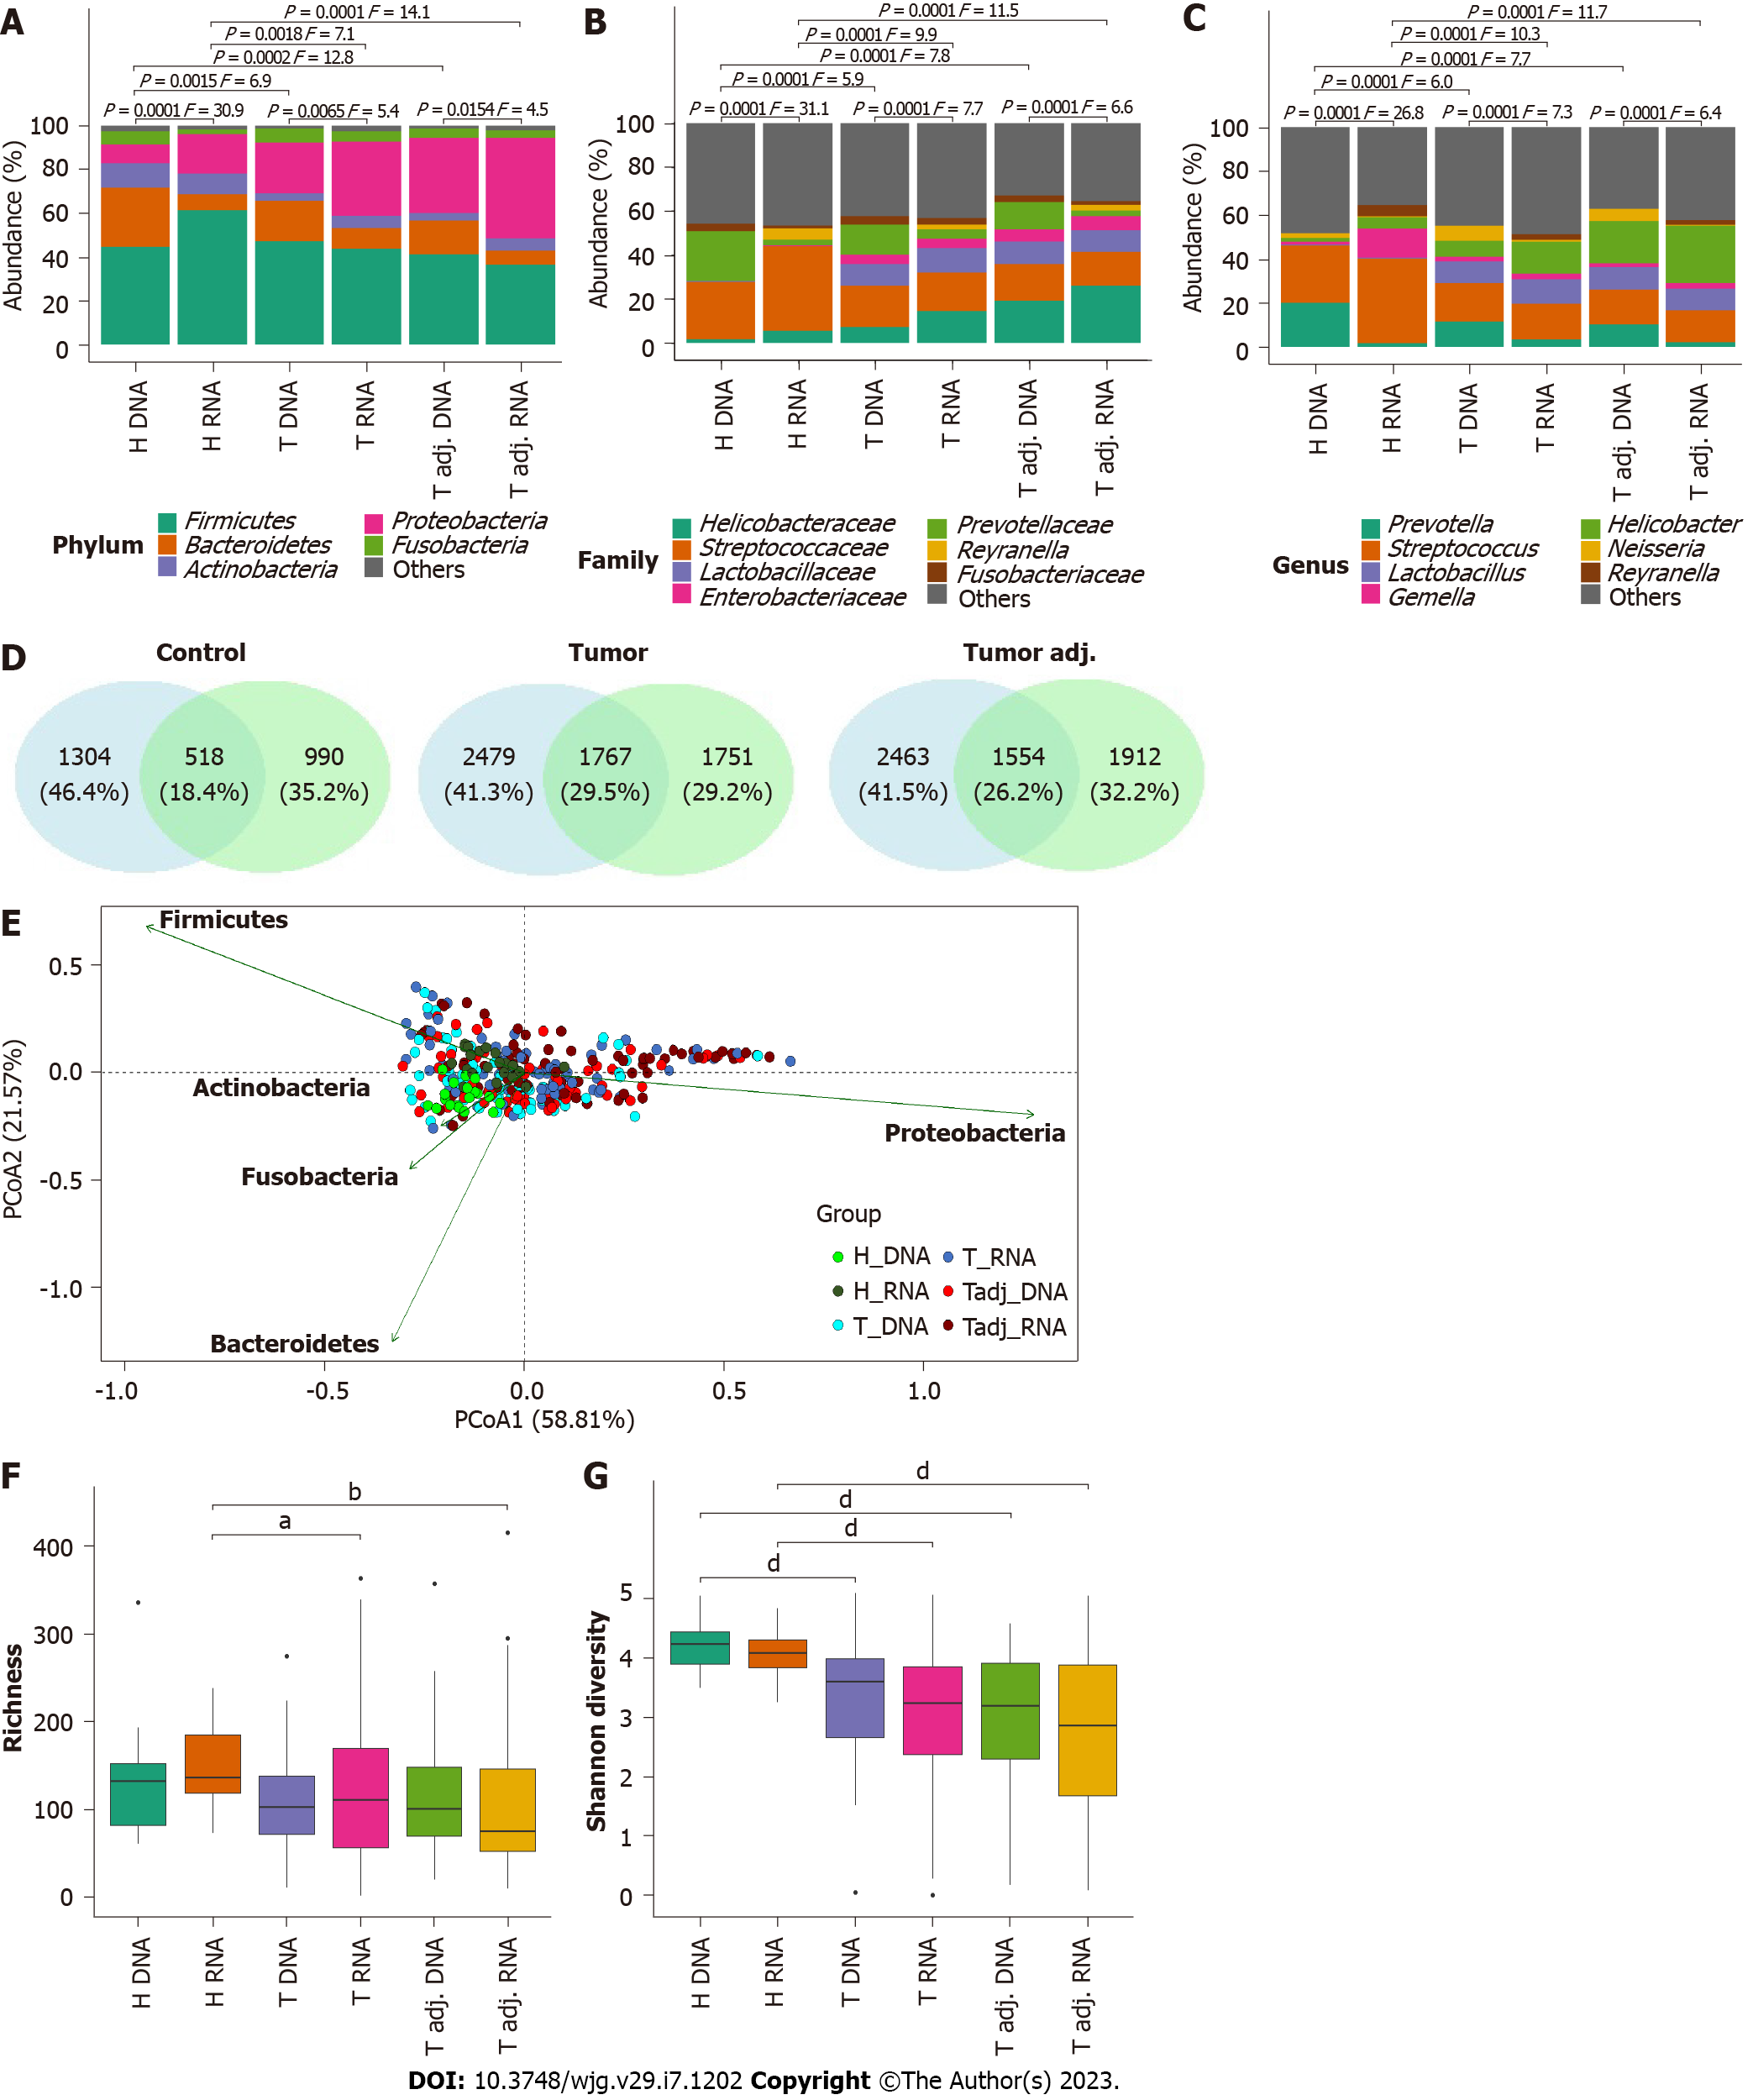 A
P = 0.0001 F = 14.1
P = 0.0018 F = 7.1
P = 0.0002 F = 12.8
P = 0.0015 F = 6.9
P = 0.0001 F = 30.9
P = 0.0065 F = 5.4
P = 0.0154 F = 4.5
Abundance (%)
100
80
60
40
20
0
H DNA
H RNA
T DNA
T RNA
T adj. DNA
T adj. RNA
Phylum
Firmicutes
Bacteroidetes
Actinobacteria
Proteobacteria
Fusobacteria
Others
B
P = 0.0001 F = 11.5
P = 0.0001 F = 9.9
P = 0.0001 F = 7.8
P = 0.0001 F = 5.9
P = 0.0001 F = 31.1
P = 0.0001 F = 7.7
P = 0.0001 F = 6.6
Abundance (%)
100
80
60
40
20
0
H DNA
H RNA
T DNA
T RNA
T adj. DNA
T adj. RNA
Family
Helicobacteraceae
Streptococcaceae
Lactobacillaceae
Enterobacteriaceae
Prevotellaceae
Reyranella
Fusobacteriaceae
Others
C
P = 0.0001 F = 11.7
P = 0.0001 F = 10.3
P = 0.0001 F = 7.7
P = 0.0001 F = 6.0
P = 0.0001 F = 26.8
P = 0.0001 F = 7.3
P = 0.0001 F = 6.4
Abundance (%)
100
80
60
40
20
0
H DNA
H RNA
T DNA
T RNA
T adj. DNA
T adj. RNA
Genus
Prevotella
Streptococcus
Lactobacillus
Gemella
Helicobacter
Neisseria
Reyranella
Others
D
Control
1304
(46.4%)
518
(18.4%)
990
(35.2%)
Tumor
2479
(41.3%)
1767
(29.5%)
1751
(29.2%)
Tumor adj.
2463
(41.5%)
1554
(26.2%)
1912
(32.2%)
E
Firmicutes
Actinobacteria
Proteobacteria
Fusobacteria
Bacteroidetes
PCoA2 (21.57%)
0.5
0.0
-0.5
-1.0
Group
H_DNA
H_RNA
T_DNA
T_RNA
Tadj_DNA
Tadj_RNA
-1.0
-0.5
0.0
0.5
1.0
PCoA1 (58.81%)
F
b
a
Richness
400
300
200
100
0
H DNA
H RNA
T DNA
T RNA
T adj. DNA
T adj. RNA
G
d
d
d
d
Shannon diversity
5
4
3
2
1
0
H DNA
H RNA
T DNA
T RNA
T adj. DNA
T adj. RNA
DOI: 10.3748/wjg.v29.i7.1202 Copyright ©The Author(s) 2023.